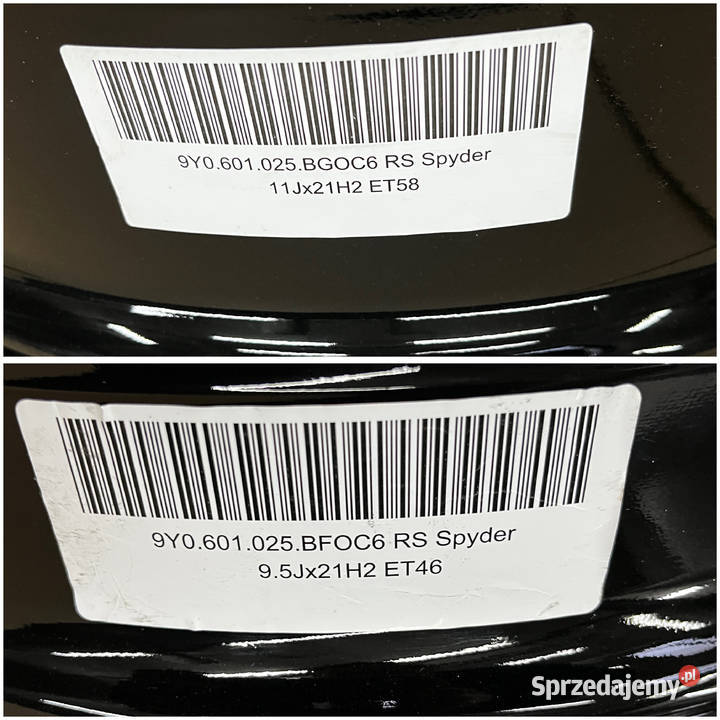 9Y0.601.025.BGOC6 RS Spyder
11Jx21H2 ET58
9Y0.601.025.BFOC6 RS Spyder
9.5Jx21H2 ET46
Sprzedajemy.pl